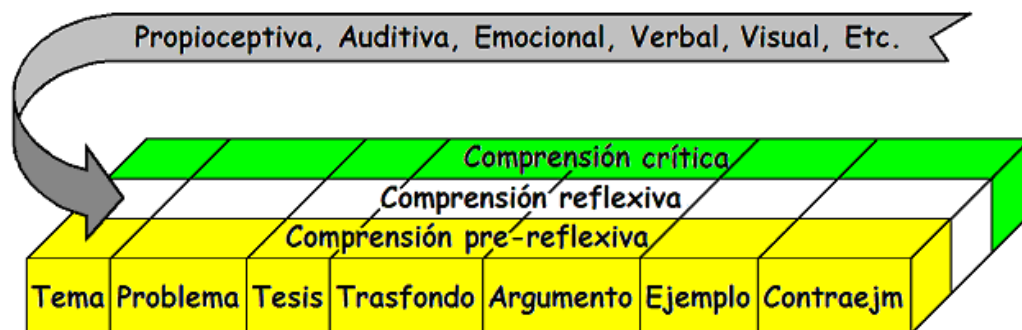 Propioceptiva, Auditiva, Emocional, Verbal, Visual, Etc.
Comprensión crítica
Comprensión reflexiva
Comprensión pre-reflexiva
Tema Problema Tesis Trasfondo Argumento Ejemplo Contraejm